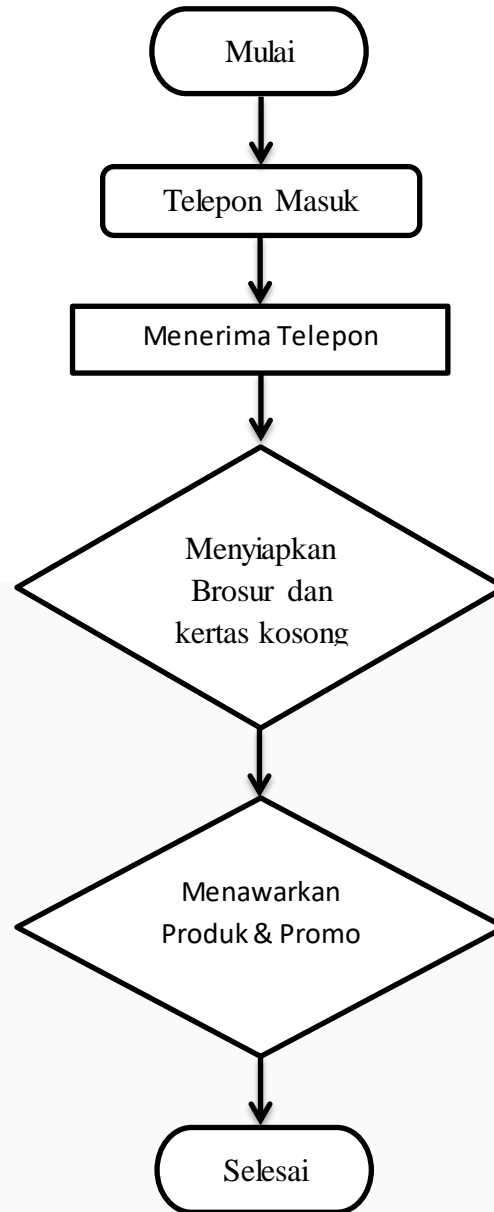 Mulai
Telepon Masuk
Menerima Telepon
Menyiapkan
Brosur dan
kertas kosong
Menawarkan
Produk & Promo
Selesai